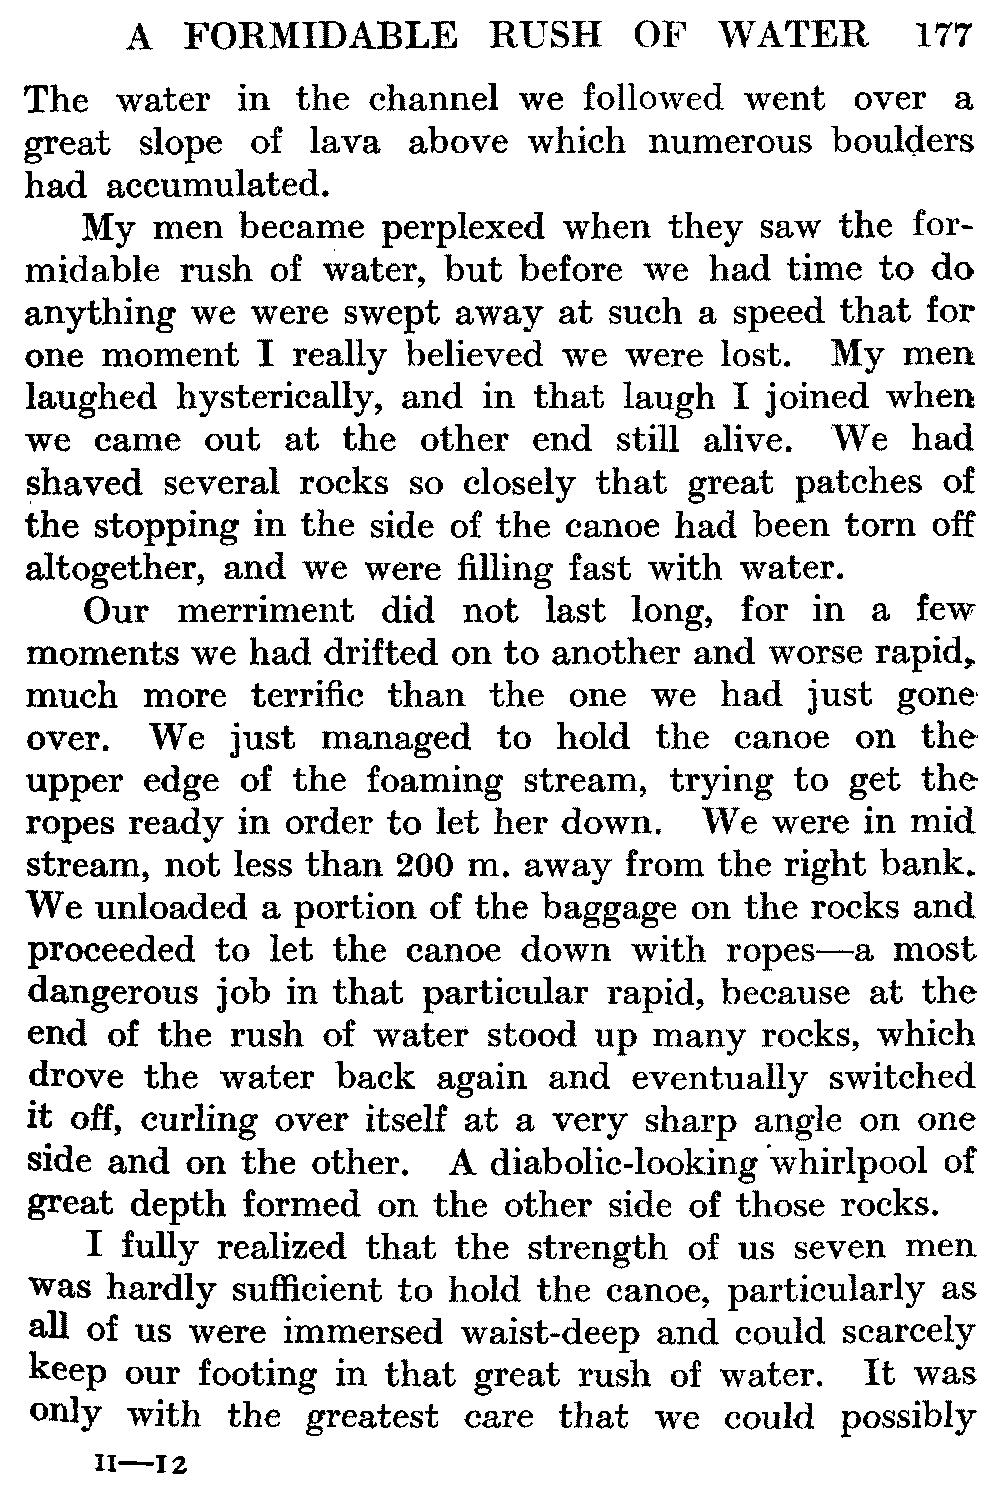 A FORMIDABLE RUSH OF WATER 177
The water in the channel we followed went over a
great slope of lava above which numerous boulders
had accumulated.
My men became perplexed when they saw the for-
midable rush of water, but before we had time to do
anything we were swept away at such a speed that for
one moment I really believed we were lost. My men
laughed hysterically, and in that laugh I joined when
we came out at the other end still alive. We had
shaved several rocks so closely that great patches of
the stopping in the side of the canoe had been torn off
altogether, and we were filling fast with water.
Our merriment did not last long, for in a few
moments we had drifted on to another and worse rapid,
much more terrific than the one we had just gone
over. We just managed to hold the canoe on the
upper edge of the foaming stream, trying to get the
ropes ready in order to let her down. We were in mid
stream, not less than 200 m. away from the right bank.
We unloaded a portion of the baggage on the rocks and
proceeded to let the canoe down with ropes—a most
dangerous job in that particular rapid, because at the
end of the rush of water stood up many rocks, which
drove the water back again and eventually switched
it off, curling over itself at a very sharp angle on one
side and on the other. A diabolic-looking whirlpool of
great depth formed on the other side of those rocks.
I fully realized that the strength of us seven men
was hardly sufficient to hold the canoe, particularly as
all of us were immersed waist-deep and could scarcely
keep our footing in that great rush of water. It was
only with the greatest care that we could possibly
II—12